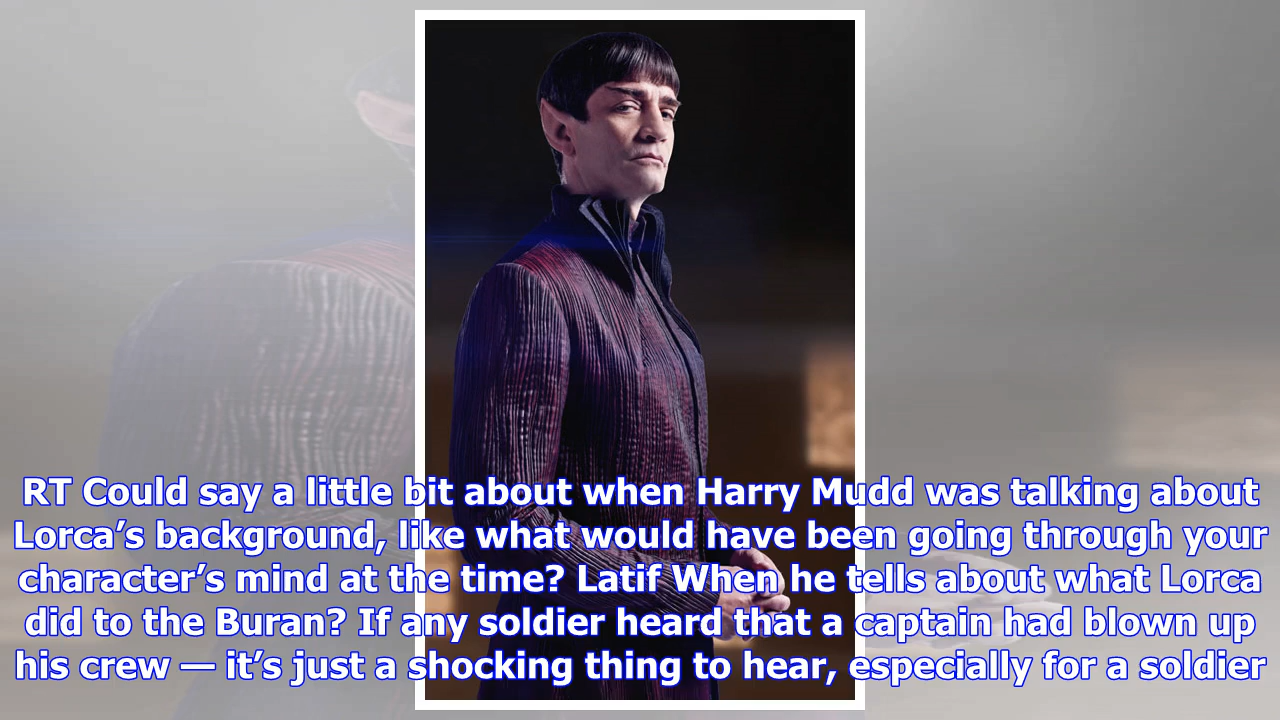 RT Could say a little bit about when Harry Mudd was talking about
Lorca’s background, like what would have been going through your
character’s mind at the time? Latif When he tells about what Lorca
did to the Buran? If any soldier heard that a captain had blown up
his crew — it’s just a shocking thing to hear, especially for a soldier